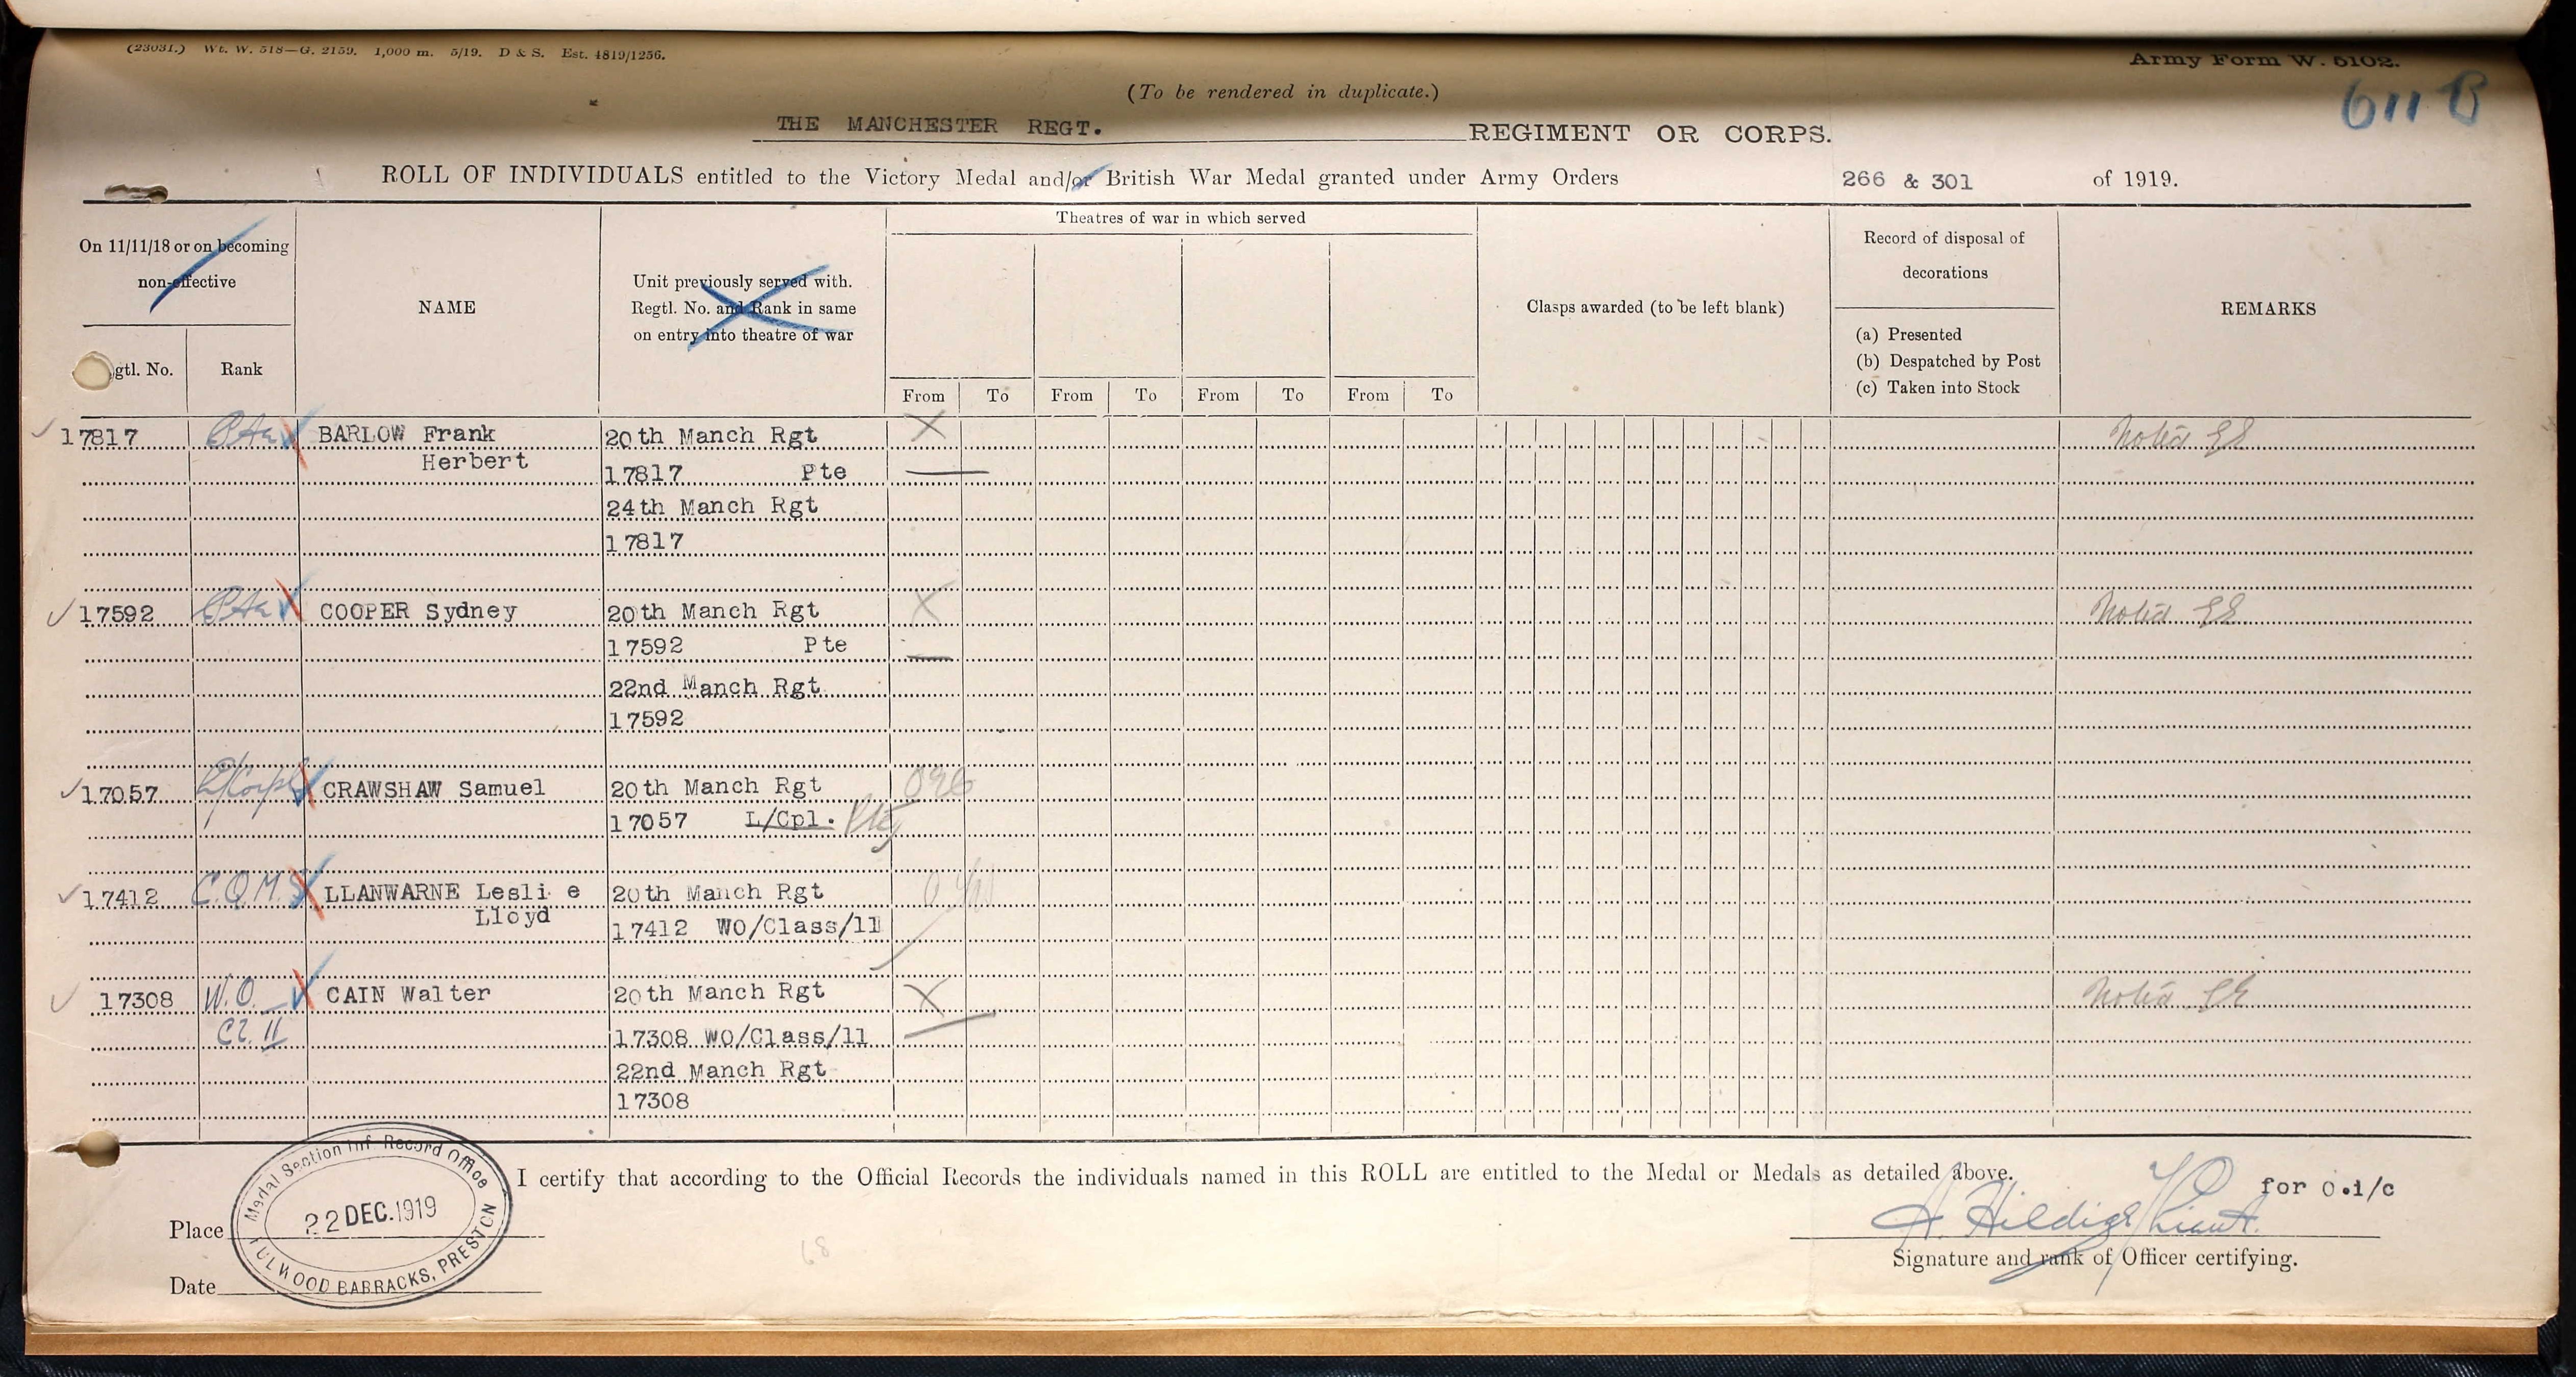 (23031.) Wt. W. 518—G. 2159. 1,000 m. 5/19. D & S. Est. 4819/1256.
Army Form W. 5102.
611 B
(To be rendered in duplicate.)
THE MANCHESTER REGT. REGIMENT OR CORPS.
ROLL OF INDIVIDUALS entitled to the Victory Medal and/or British War Medal granted under Army Orders 266 & 301 of 1919.
On 11/11/18 or on becoming
non-effective
gtl. No.
Rank
NAME
Unit previously served with.
Regtl. No. and Rank in same
on entry into theatre of war
Theatres of war in which served
From To From To From To From To
Clasps awarded (to be left blank)
Record of disposal of
decorations
(a) Presented
(b) Despatched by Post
(c) Taken into Stock
REMARKS
17817 Pte BARLOW Frank 20th Manch Rgt X Noted
Herbert 17817 Pte
24th Manch Rgt
17817
17592 Pte COOPER Sydney 20th Manch Rgt X Noted
17592 Pte
22nd Manch Rgt
17592
17057 L/Corpl CRAWSHAW Samuel 20th Manch Rgt
17057 L/Cpl. Pte
17412 C.Q.M.S LLANWARNE Lesli e 20th Manch Rgt
Lloyd 17412 WO/Class/11
17308 W.O. CAIN Walter 20th Manch Rgt X Noted
Cl. II 17308 WO/Class/11
22nd Manch Rgt
17308
I certify that according to the Official Records the individuals named in this ROLL are entitled to the Medal or Medals as detailed above.
Medal Section Inf. Record Office
22 DEC. 1919
FULWOOD BARRACKS, PRESTON
Place
Date
68
for O.i/c
Lieut.
Signature and rank of Officer certifying.